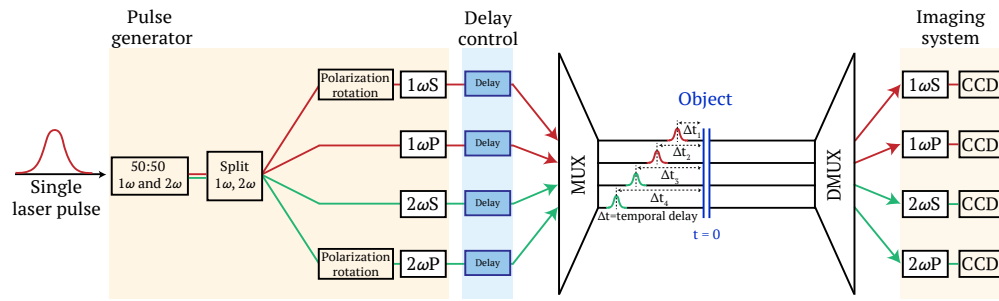 Pulse
generator
Delay
control
Imaging
system
Single
laser pulse
50:50
1ω and 2ω
Split
1ω, 2ω
Polarization
rotation
1ωS
Delay
1ωP
Delay
2ωS
Delay
Polarization
rotation
2ωP
Delay
MUX
Object
Δt₁
Δt₂
Δt₃
Δt₄
Δt=temporal delay
t = 0
DMUX
1ωS
CCD
1ωP
CCD
2ωS
CCD
2ωP
CCD